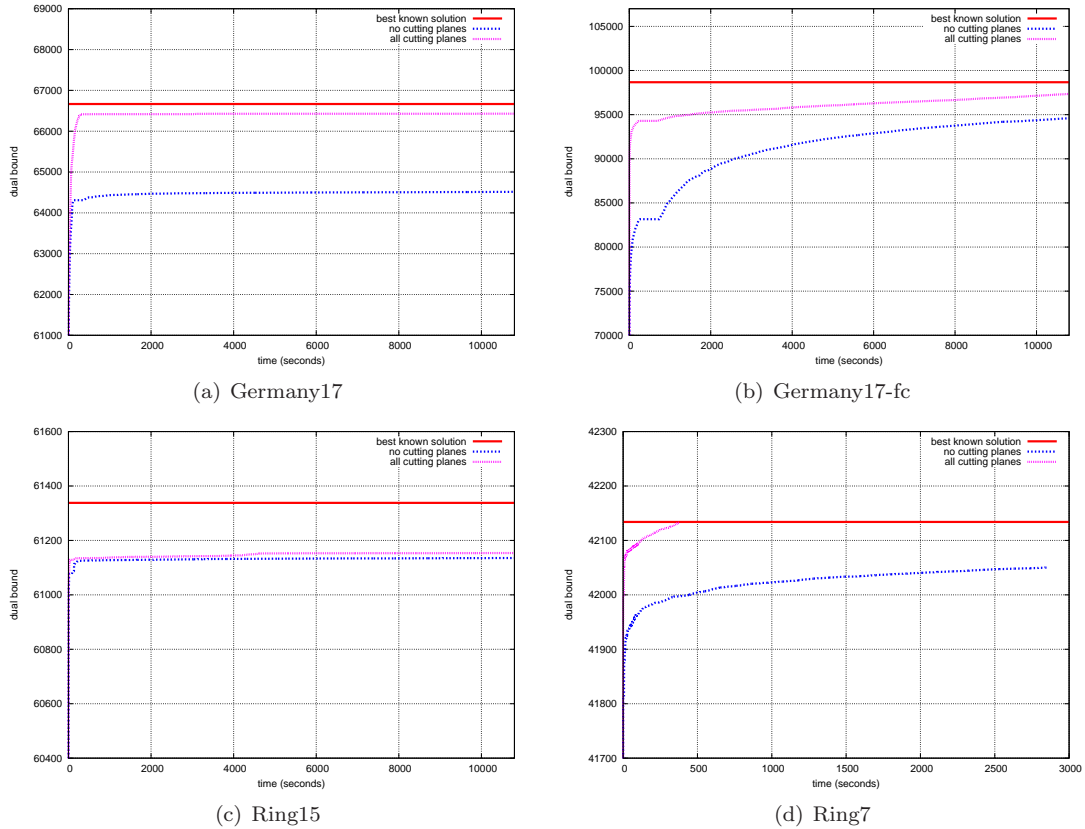 69000
68000
67000
66000
65000
64000
63000
62000
61000
0 2000 4000 6000 8000 10000
dual bound
time (seconds)
best known solution
no cutting planes
all cutting planes
(a) Germany17
105000
100000
95000
90000
85000
80000
75000
70000
0 2000 4000 6000 8000 10000
dual bound
time (seconds)
best known solution
no cutting planes
all cutting planes
(b) Germany17-fc
61600
61400
61200
61000
60800
60600
60400
0 2000 4000 6000 8000 10000
dual bound
time (seconds)
best known solution
no cutting planes
all cutting planes
(c) Ring15
42300
42200
42100
42000
41900
41800
41700
0 500 1000 1500 2000 2500 3000
dual bound
time (seconds)
best known solution
no cutting planes
all cutting planes
(d) Ring7